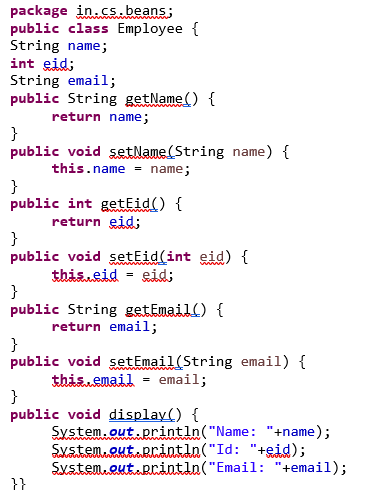 package in.cs.beans;
public class Employee {
String name;
int eid;
String email;
public String getName() {
return name;
}
public void setName(String name) {
this.name = name;
}
public int getEid() {
return eid;
}
public void setEid(int eid) {
this.eid = eid;
}
public String getEmail() {
return email;
}
public void setEmail(String email) {
this.email = email;
}
public void display() {
System.out.println("Name: "+name);
System.out.println("Id: "+eid);
System.out.println("Email: "+email);
}}